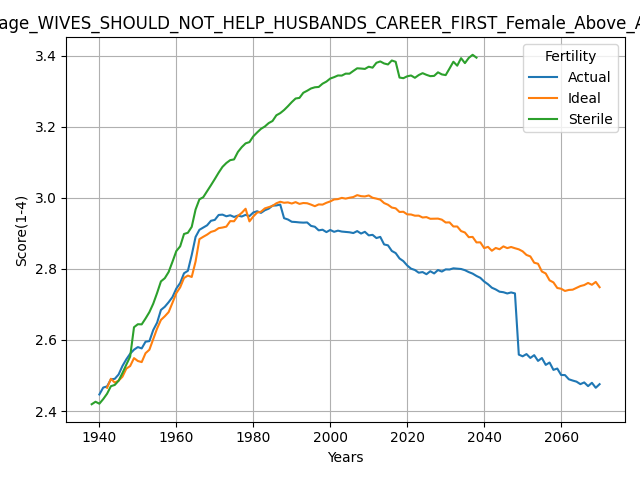 age_WIVES_SHOULD_NOT_HELP_HUSBANDS_CAREER_FIRST_Female_Above_A
Fertility
Actual
Ideal
Sterile
Score(1-4)
3.4
3.2
3.0
2.8
2.6
2.4
1940 1960 1980 2000 2020 2040 2060
Years